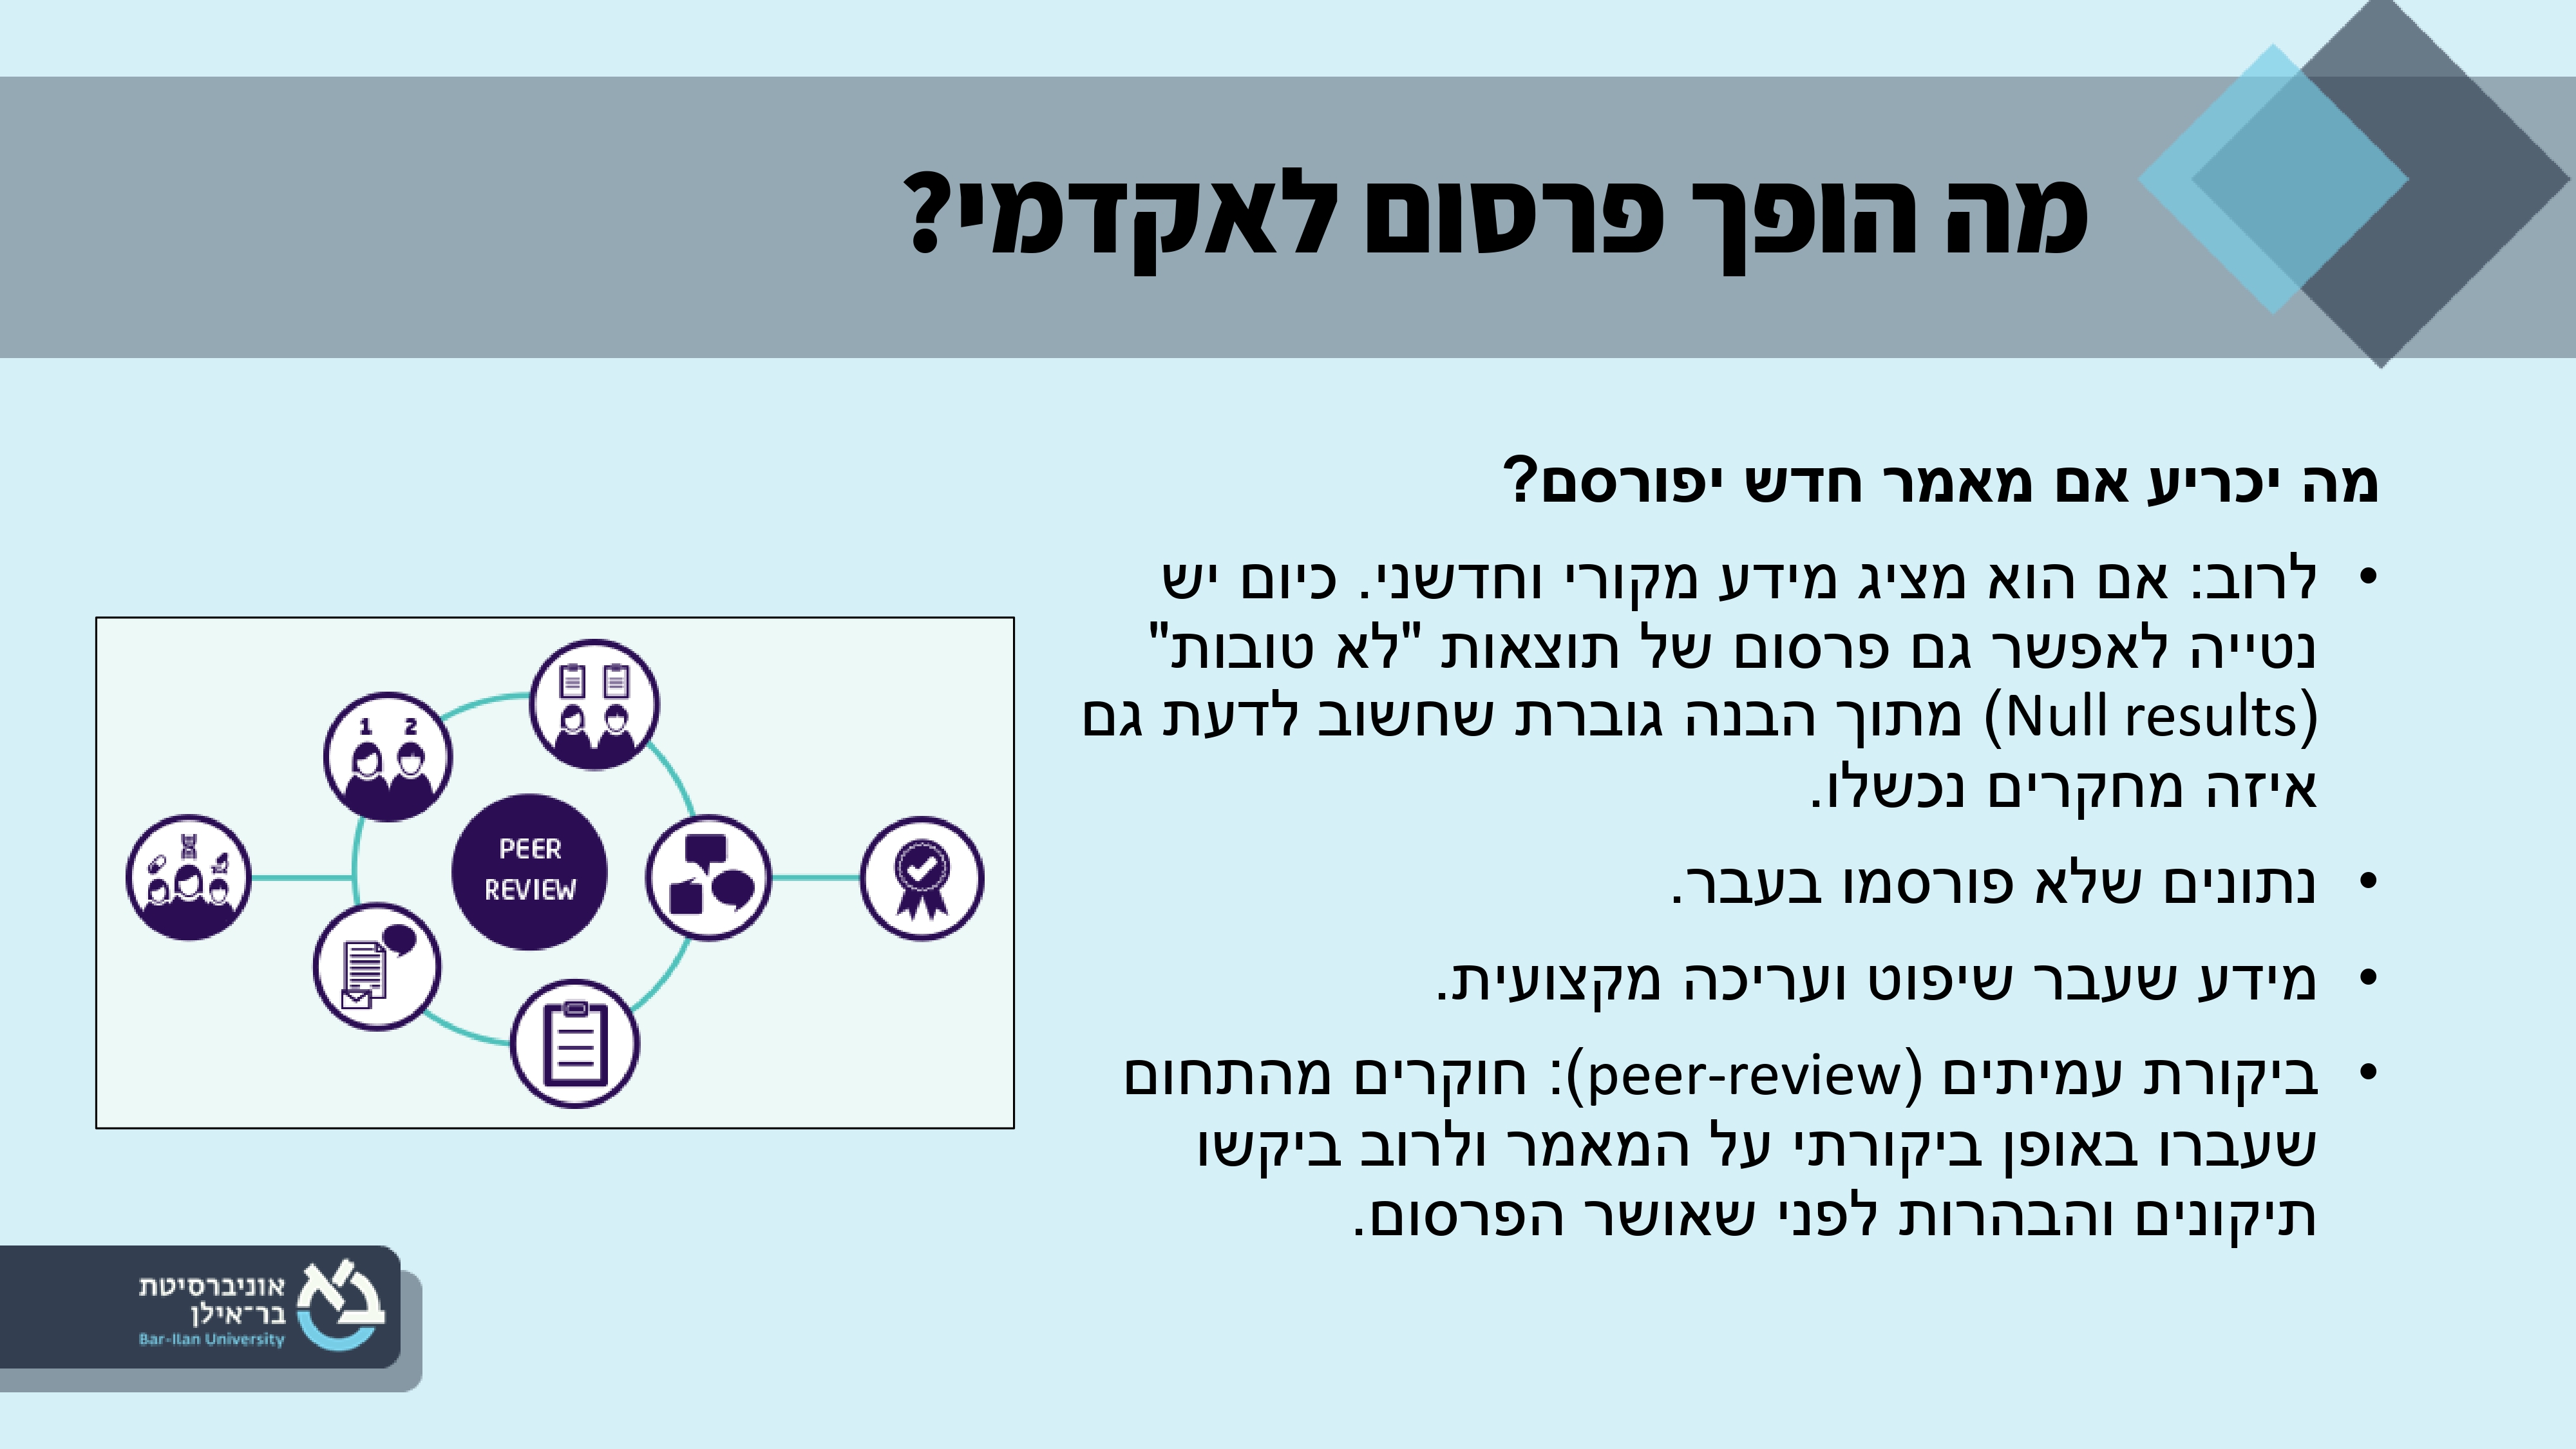 מה הופך פרסום לאקדמי?
מה יכריע אם מאמר חדש יפורסם?
• לרוב: אם הוא מציג מידע מקורי וחדשני. כיום יש
נטייה לאפשר גם פרסום של תוצאות "לא טובות"
(Null results) מתוך הבנה גוברת שחשוב לדעת גם
איזה מחקרים נכשלו.
• נתונים שלא פורסמו בעבר.
• מידע שעבר שיפוט ועריכה מקצועית.
• ביקורת עמיתים (peer-review): חוקרים מהתחום
שעברו באופן ביקורתי על המאמר ולרוב ביקשו
תיקונים והבהרות לפני שאושר הפרסום.
1 2
PEER
REVIEW
אוניברסיטת
בר־אילן
Bar-Ilan University